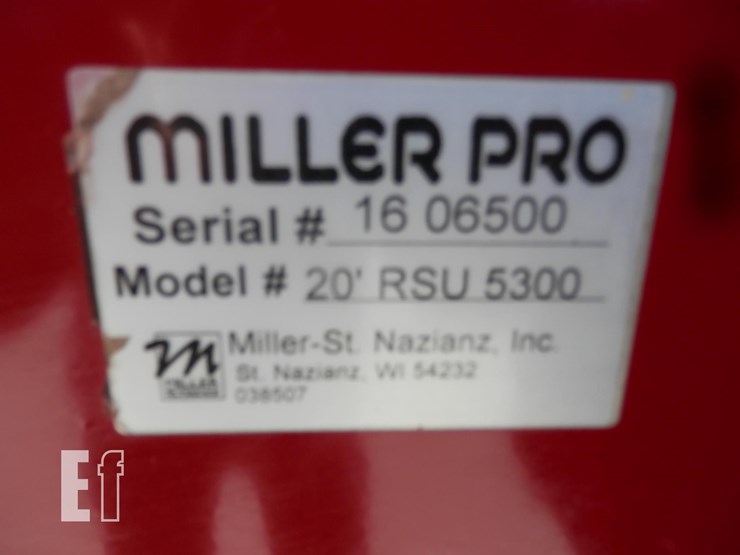 MILLER PRO
Serial # 16 06500
Model # 20' RSU 5300
Miller-St. Nazianz, Inc.
St. Nazianz, WI 54232
038507
m
MILLER
Ef